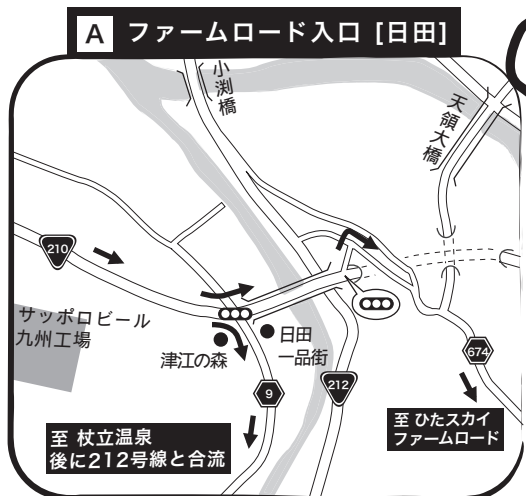 A ファームロード入口 [日田]
小渕橋
天領大橋
210
サッポロビール
九州工場
津江の森
日田
一品街
9
212
674
至 杖立温泉
後に212号線と合流
至 ひたスカイ
ファームロード